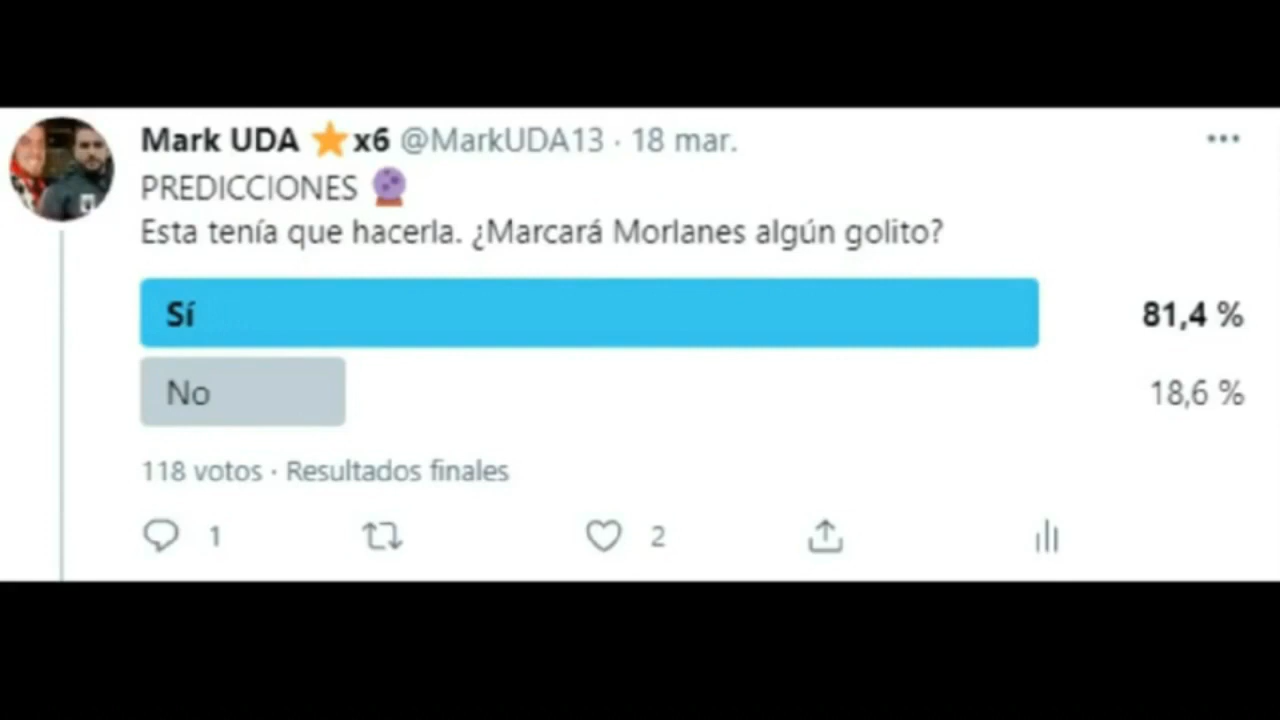 Mark UDA ⭐x6 @MarkUDA13 · 18 mar.
PREDICCIONES 🔮
Esta tenía que hacerla. ¿Marcará Morlanes algún golito?
Sí 81,4 %
No 18,6 %
118 votos · Resultados finales
1 2